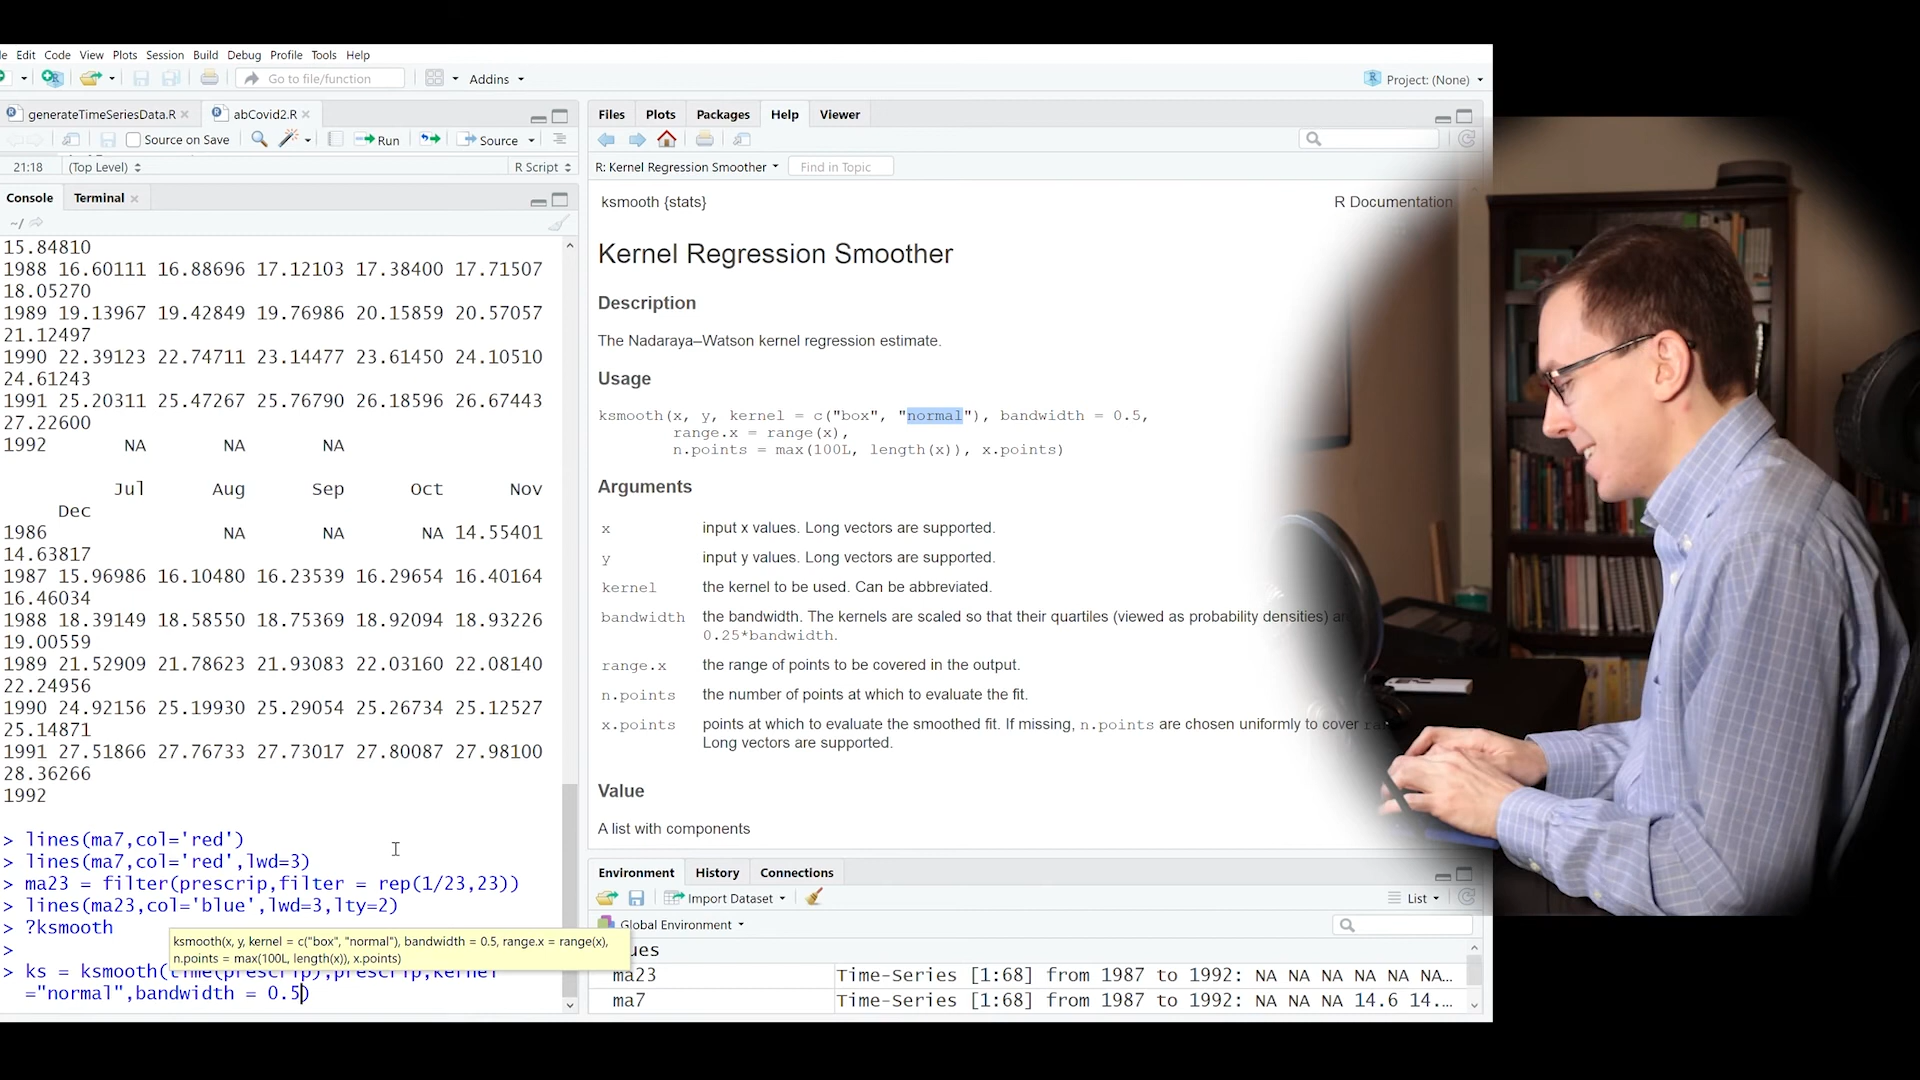 Edit Code View Plots Session Build Debug Profile Tools Help
Go to file/function Addins Project: (None)
generateTimeSeriesData.R abCovid2.R
Source on Save Run Source
21:18 (Top Level) R Script
Console Terminal
~/
15.84810
1988 16.60111 16.88696 17.12103 17.38400 17.71507
18.05270
1989 19.13967 19.42849 19.76986 20.15859 20.57057
21.12497
1990 22.39123 22.74711 23.14477 23.61450 24.10510
24.61243
1991 25.20311 25.47267 25.76790 26.18596 26.67443
27.22600
1992 NA NA NA
Jul Aug Sep Oct Nov
Dec
1986 NA NA NA 14.55401
14.63817
1987 15.96986 16.10480 16.23539 16.29654 16.40164
16.46034
1988 18.39149 18.58550 18.75369 18.92094 18.93226
19.00559
1989 21.52909 21.78623 21.93083 22.03160 22.08140
22.24956
1990 24.92156 25.19930 25.29054 25.26734 25.12527
25.14871
1991 27.51866 27.76733 27.73017 27.80087 27.98100
28.36266
1992
> lines(ma7,col='red')
> lines(ma7,col='red',lwd=3)
> ma23 = filter(prescrip,filter = rep(1/23,23))
> lines(ma23,col='blue',lwd=3,lty=2)
> ?ksmooth
>
ksmooth(x, y, kernel = c("box", "normal"), bandwidth = 0.5, range.x = range(x),
n.points = max(100L, length(x)), x.points)
> ks = ksmooth(time(prescrip),prescrip,kernel
="normal",bandwidth = 0.5)
Files Plots Packages Help Viewer
R: Kernel Regression Smoother Find in Topic
ksmooth {stats} R Documentation
Kernel Regression Smoother
Description
The Nadaraya–Watson kernel regression estimate.
Usage
ksmooth(x, y, kernel = c("box", "normal"), bandwidth = 0.5,
range.x = range(x),
n.points = max(100L, length(x)), x.points)
Arguments
x input x values. Long vectors are supported.
y input y values. Long vectors are supported.
kernel the kernel to be used. Can be abbreviated.
bandwidth the bandwidth. The kernels are scaled so that their quartiles (viewed as probability densities)
0.25*bandwidth.
range.x the range of points to be covered in the output.
n.points the number of points at which to evaluate the fit.
x.points points at which to evaluate the smoothed fit. If missing, n.points are chosen uniformly to cover
Long vectors are supported.
Value
A list with components
Environment History Connections
Import Dataset List
Global Environment
ma23 Time-Series [1:68] from 1987 to 1992: NA NA NA NA NA NA...
ma7 Time-Series [1:68] from 1987 to 1992: NA NA NA 14.6 14....